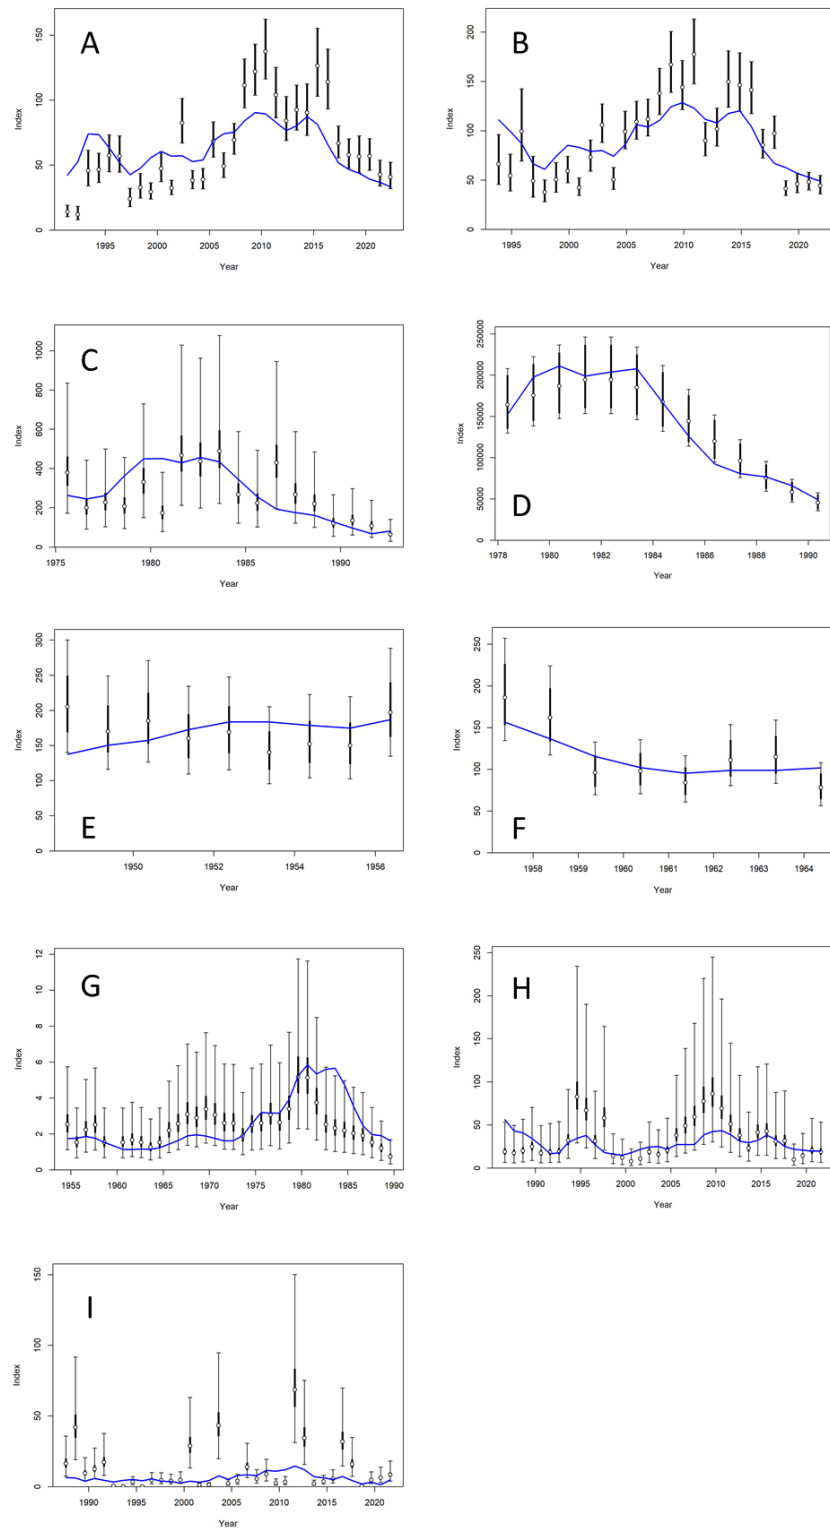 A
Index
0 50 100 150
1995 2000 2005 2010 2015 2020
Year
B
Index
0 50 100 150 200
1995 2000 2005 2010 2015 2020
Year
C
Index
0 200 400 600 800 1000
1975 1980 1985 1990
Year
D
Index
0 50000 100000 150000 200000 250000
1978 1980 1982 1984 1986 1988 1990
Year
E
Index
0 50 100 150 200 250 300
1950 1952 1954 1956
Year
F
Index
0 50 100 150 200 250
1958 1959 1960 1961 1962 1963 1964
Year
G
Index
0 2 4 6 8 10 12
1955 1960 1965 1970 1975 1980 1985 1990
Year
H
Index
0 50 100 150 200 250
1990 1995 2000 2005 2010 2015 2020
Year
I
Index
0 50 100 150
1990 1995 2000 2005 2010 2015 2020
Year